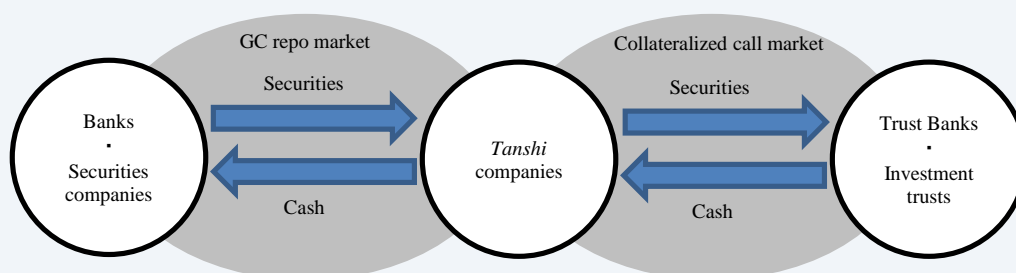 GC repo market
Collateralized call market
Securities
Securities
Banks
・
Securities
companies
Tanshi
companies
Trust Banks
・
Investment
trusts
Cash
Cash